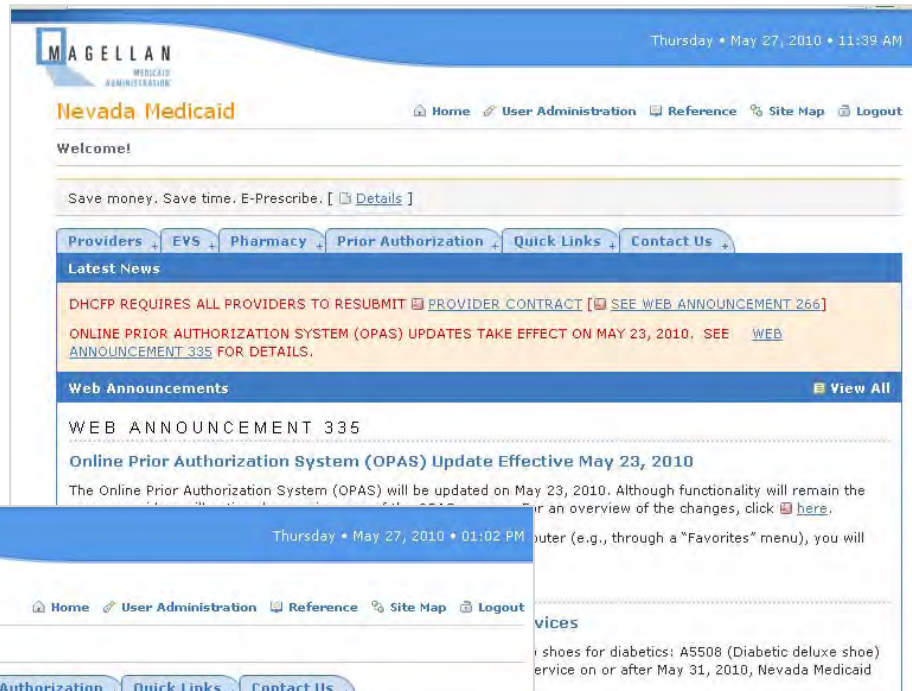 Thursday • May 27, 2010 • 11:39 AM
MAGELLAN
MEDICAID
ADMINISTRATION
Nevada Medicaid
Home User Administration Reference Site Map Logout
Welcome!
Save money. Save time. E-Prescribe. [ Details ]
Providers + EVS + Pharmacy + Prior Authorization + Quick Links + Contact Us +
Latest News
DHCFP REQUIRES ALL PROVIDERS TO RESUBMIT PROVIDER CONTRACT [ SEE WEB ANNOUNCEMENT 266]
ONLINE PRIOR AUTHORIZATION SYSTEM (OPAS) UPDATES TAKE EFFECT ON MAY 23, 2010. SEE WEB
ANNOUNCEMENT 335 FOR DETAILS.
Web Announcements View All
WEB ANNOUNCEMENT 335
Online Prior Authorization System (OPAS) Update Effective May 23, 2010
The Online Prior Authorization System (OPAS) will be updated on May 23, 2010. Although functionality will remain the
an overview of the changes, click here.
(e.g., through a "Favorites" menu), you will
shoes for diabetics: A5508 (Diabetic deluxe shoe)
on or after May 31, 2010, Nevada Medicaid
Thursday • May 27, 2010 • 01:02 PM
Home User Administration Reference Site Map Logout
Authorization Quick Links Contact Us